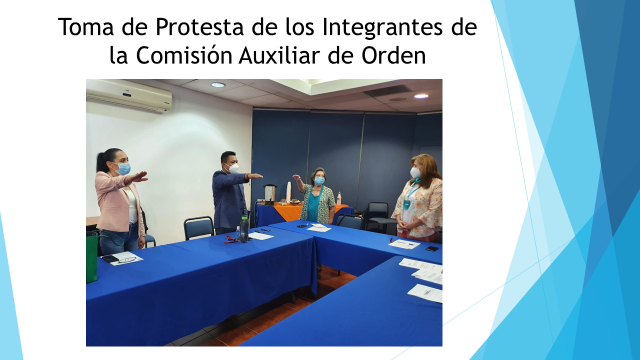 Toma de Protesta de los Integrantes de
la Comisión Auxiliar de Orden